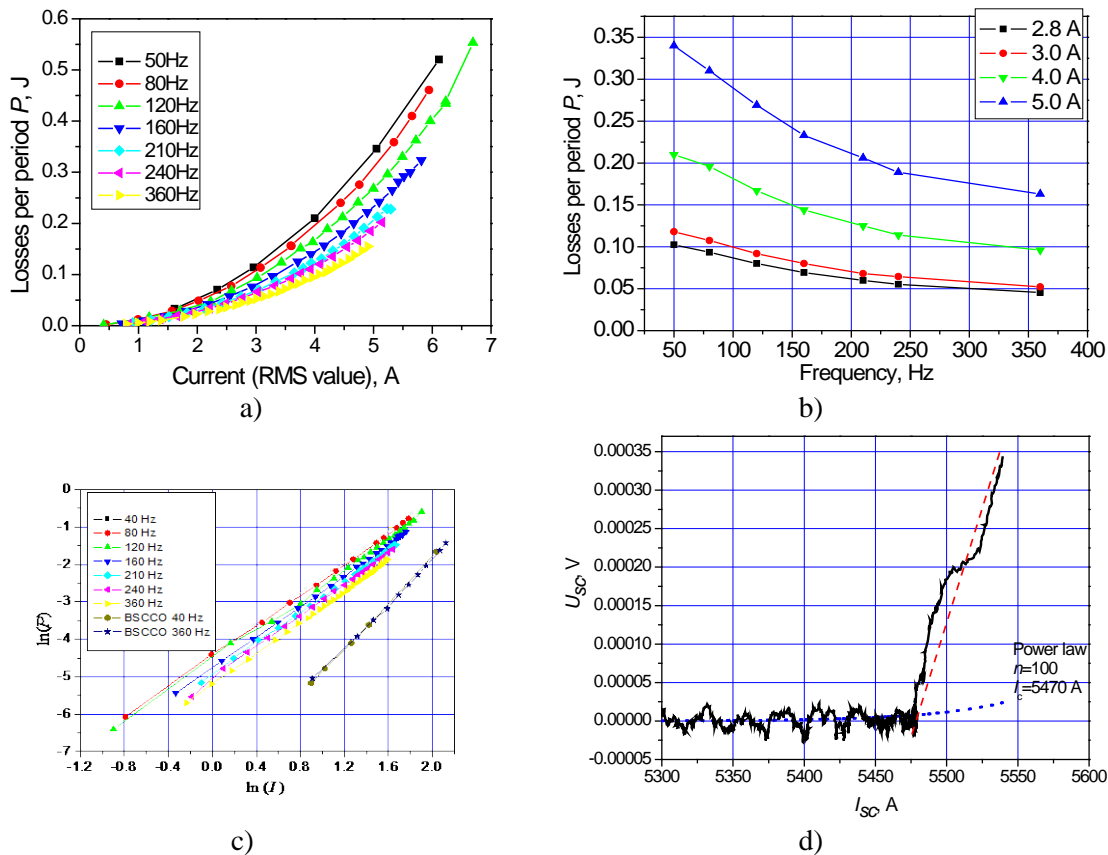 0.6
0.5
0.4
0.3
0.2
0.1
0.0
Losses per period P, J
50Hz
80Hz
120Hz
160Hz
210Hz
240Hz
360Hz
0 1 2 3 4 5 6 7
Current (RMS value), A
a)
0.35
0.30
0.25
0.20
0.15
0.10
0.05
0.00
Losses per period P, J
2.8 A
3.0 A
4.0 A
5.0 A
50 100 150 200 250 300 350 400
Frequency, Hz
b)
0
-1
-2
-3
-4
-5
-6
-7
ln(P)
40 Hz
80 Hz
120 Hz
160 Hz
210 Hz
240 Hz
360 Hz
BSCCO 40 Hz
BSCCO 360 Hz
-1.2 -0.8 -0.4 0.0 0.4 0.8 1.2 1.6 2.0
ln (I)
c)
0.00035
0.00030
0.00025
0.00020
0.00015
0.00010
0.00005
0.00000
-0.00005
USC, V
Power law
n=100
Ic=5470 A
5300 5350 5400 5450 5500 5550 5600
ISC, A
d)